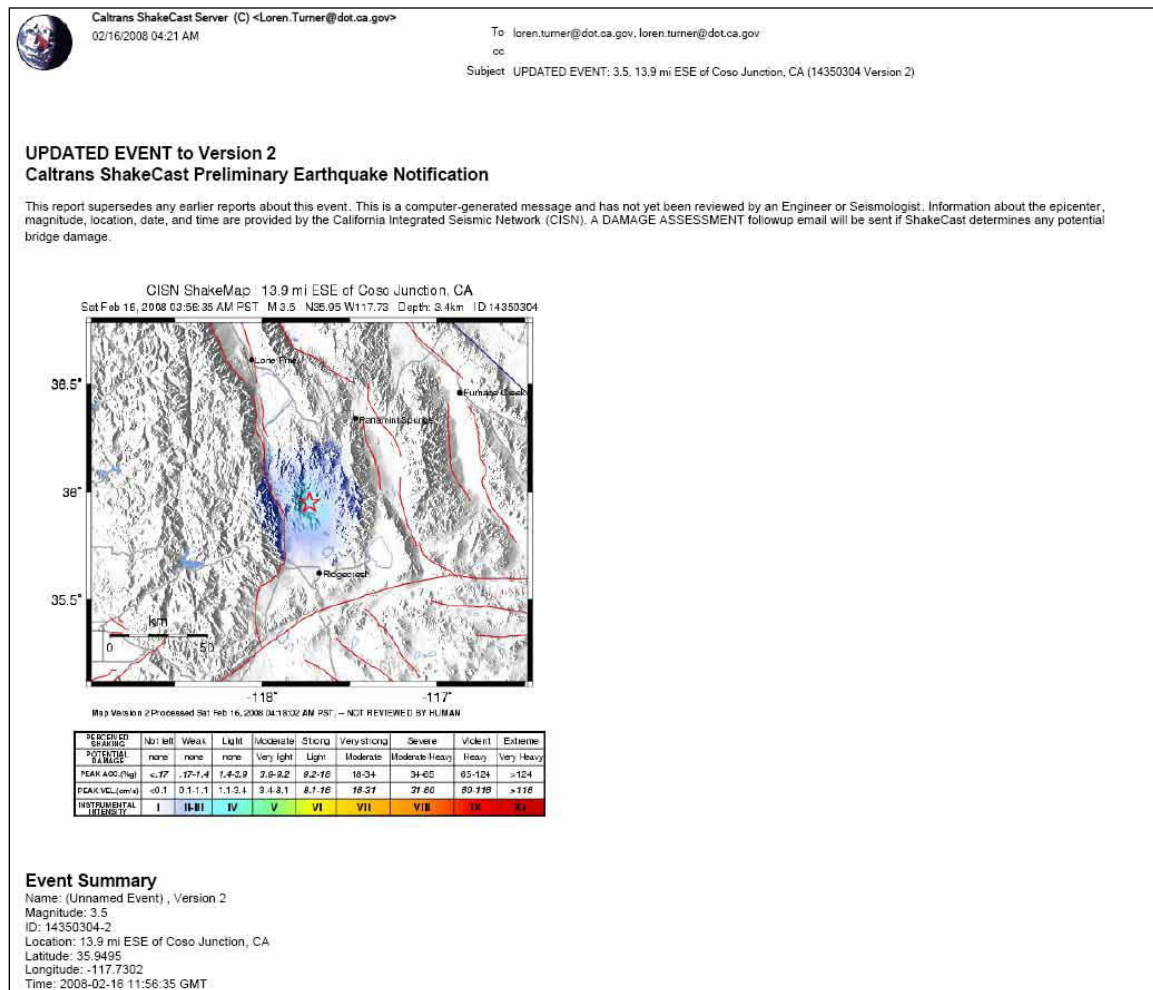 Caltrans ShakeCast Server (C) <Loren.Turner@dot.ca.gov>
02/16/2008 04:21 AM
To loren.turner@dot.ca.gov, loren.turner@dot.ca.gov
cc
Subject UPDATED EVENT: 3.5, 13.9 mi ESE of Coso Junction, CA (14350304 Version 2)
UPDATED EVENT to Version 2
Caltrans ShakeCast Preliminary Earthquake Notification
This report supersedes any earlier reports about this event. This is a computer-generated message and has not yet been reviewed by an Engineer or Seismologist. Information about the epicenter,
magnitude, location, date, and time are provided by the California Integrated Seismic Network (CISN). A DAMAGE ASSESSMENT followup email will be sent if ShakeCast determines any potential
bridge damage.
CISN ShakeMap : 13.9 mi ESE of Coso Junction, CA
Sat Feb 16, 2008 03:56:35 AM PST M 3.5 N35.95 W117.73 Depth: 3.4km ID:14350304
Lone Pine
36.5°
Furnace Creek
Panamint Springs
36°
Ridgecrest
35.5°
km
0 50
-118° -117°
Map Version 2 Processed Sat Feb 16, 2008 04:18:02 AM PST, -- NOT REVIEWED BY HUMAN
PERCEIVED SHAKING Not felt Weak Light Moderate Strong Very strong Severe Violent Extreme
POTENTIAL DAMAGE none none none Very light Light Moderate Moderate/Heavy Heavy Very Heavy
PEAK ACC.(%g) <.17 .17-1.4 1.4-3.9 3.9-9.2 9.2-18 18-34 34-65 65-124 >124
PEAK VEL.(cm/s) <0.1 0.1-1.1 1.1-3.4 3.4-8.1 8.1-16 16-31 31-60 60-116 >116
INSTRUMENTAL INTENSITY I II-III IV V VI VII VIII IX X+
Event Summary
Name: (Unnamed Event) , Version 2
Magnitude: 3.5
ID: 14350304-2
Location: 13.9 mi ESE of Coso Junction, CA
Latitude: 35.9495
Longitude: -117.7302
Time: 2008-02-16 11:56:35 GMT